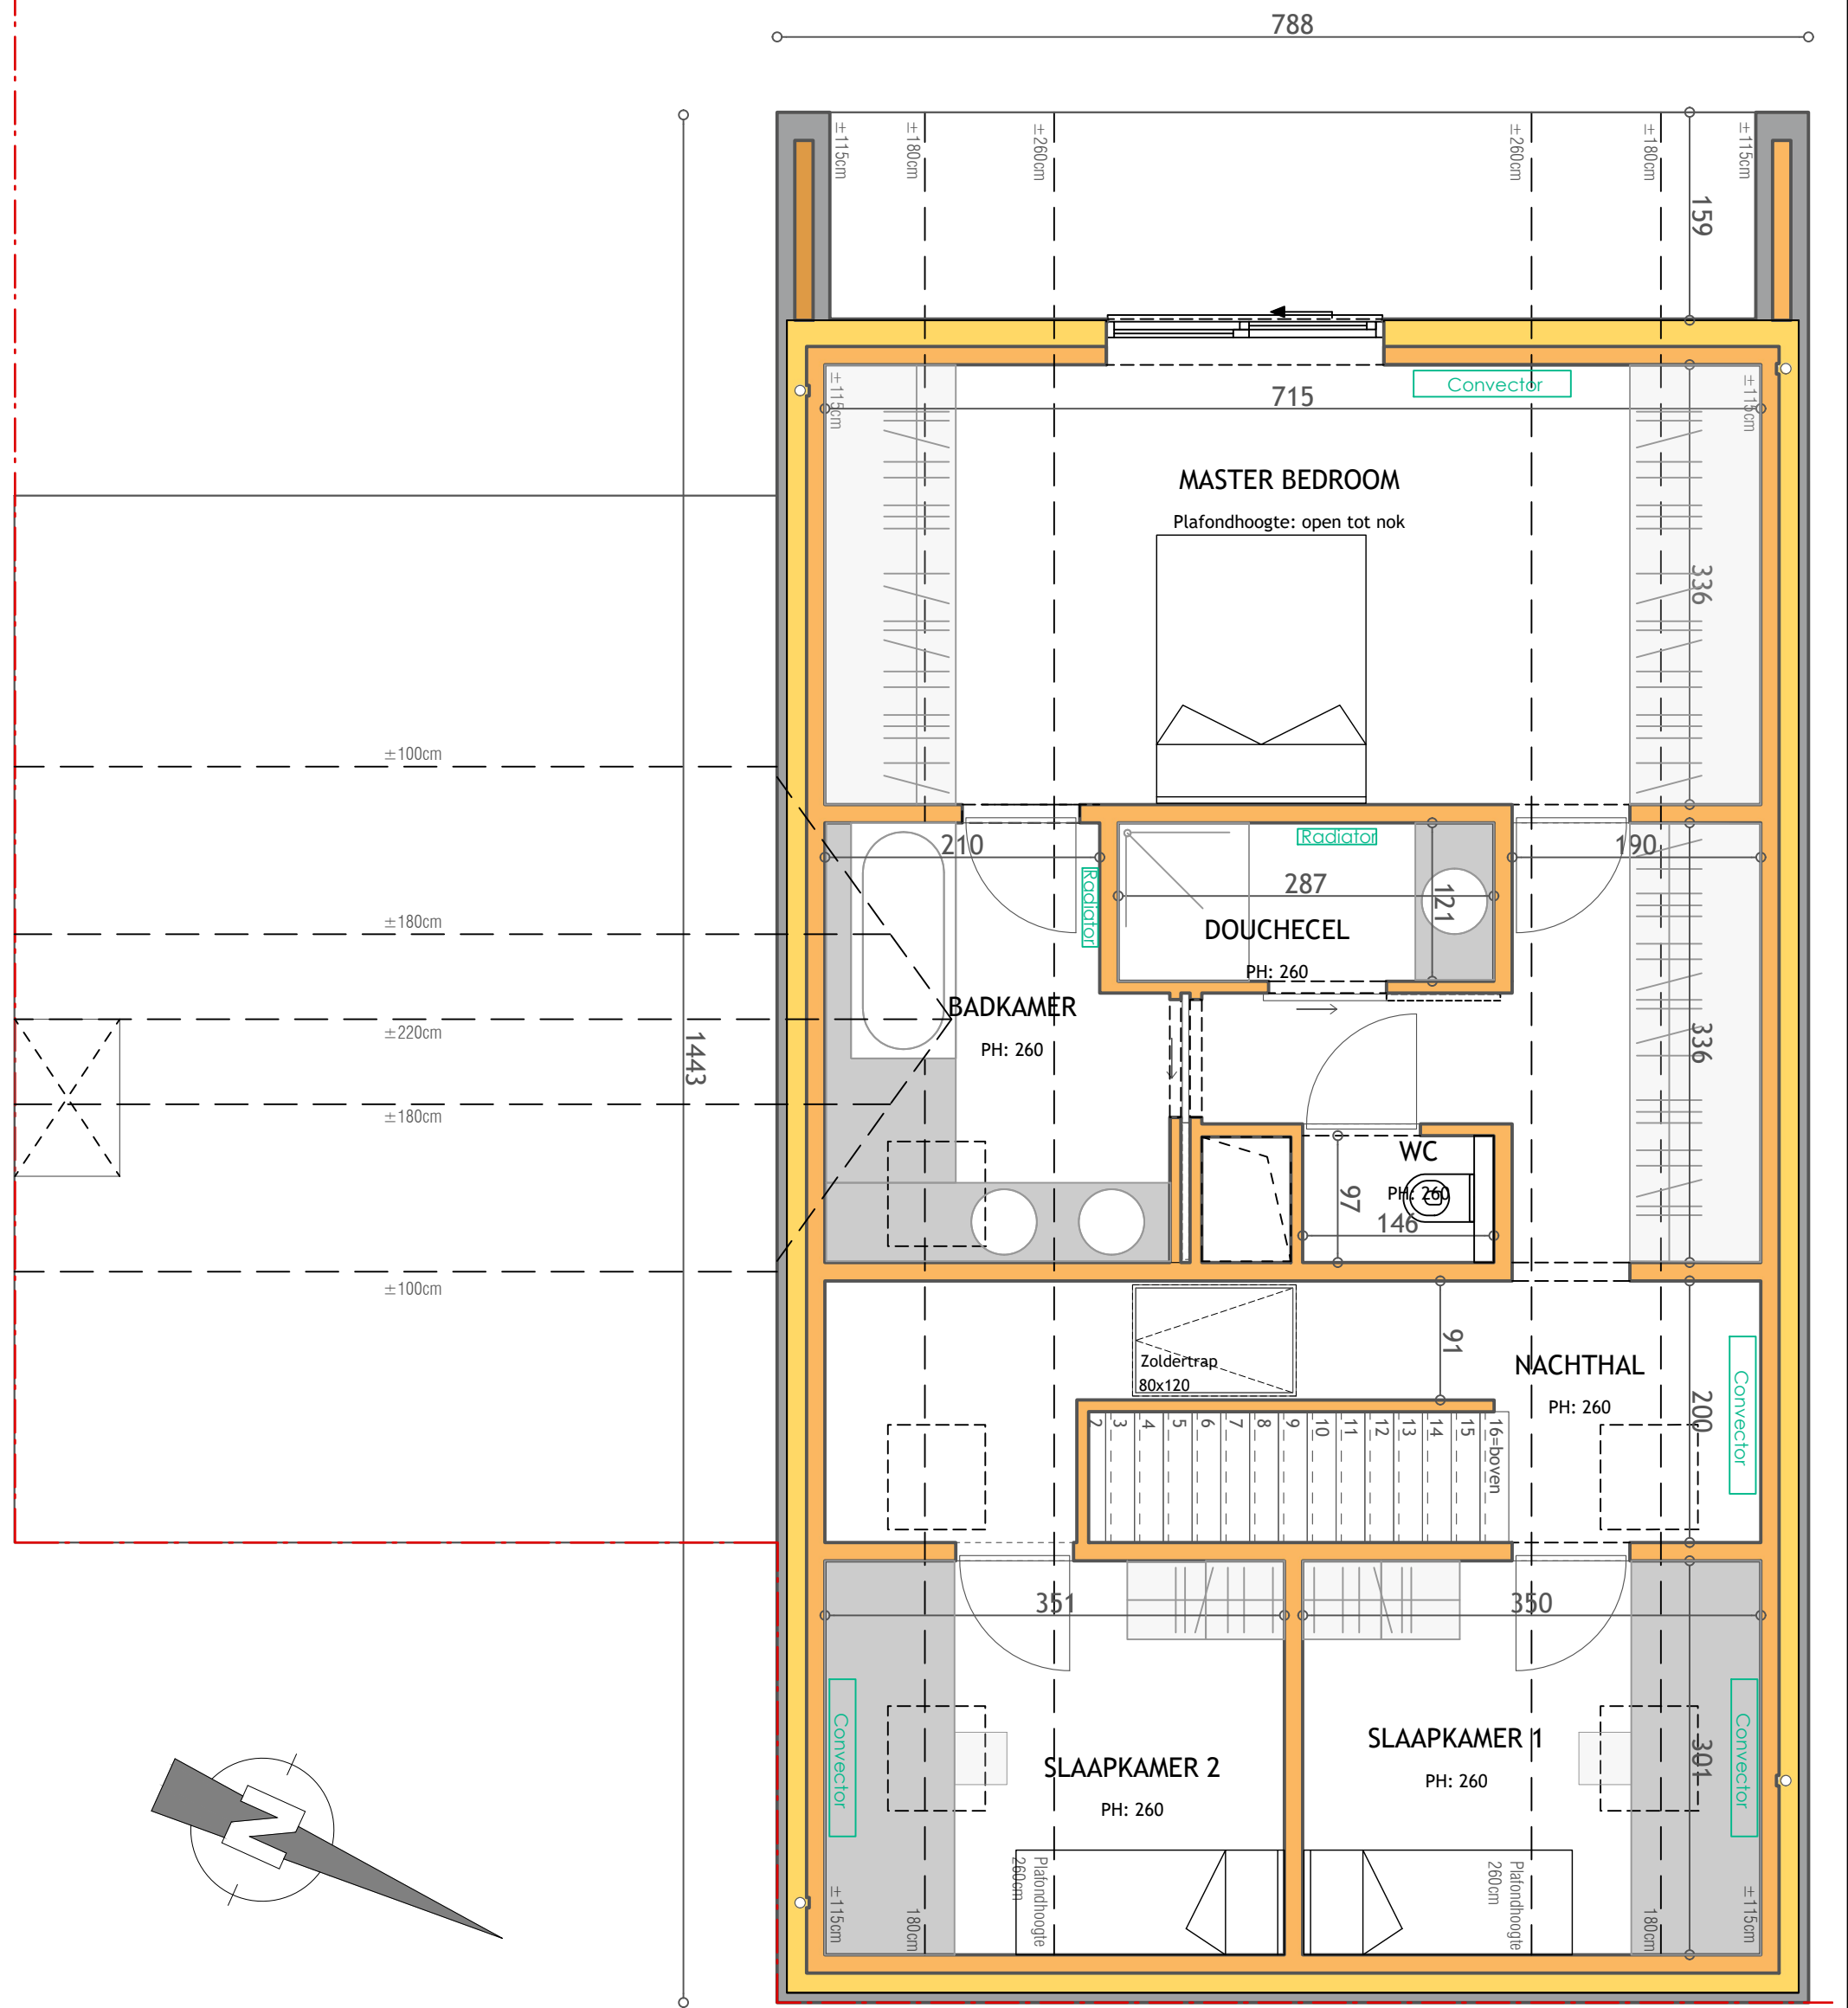 788
±115cm
±180cm
±260cm
±260cm
±180cm
±115cm
159
±115cm
Convector
±115cm
715
MASTER BEDROOM
Plafondhoogte: open tot nok
336
±100cm
Radiator
210
190
Radiator
287
121
DOUCHECEL
PH: 260
±180cm
BADKAMER
PH: 260
±220cm
1443
336
±180cm
WC
PH: 260
97
146
±100cm
91
Zoldertrap
80x120
NACHTHAL
PH: 260
200
Convector
2
3
4
5
6
7
8
9
10
11
12
13
14
15
16=boven
351
350
Convector
SLAAPKAMER 2
PH: 260
SLAAPKAMER 1
PH: 260
301
Convector
N
±115cm
180cm
Plafondhoogte
260cm
Plafondhoogte
260cm
180cm
±115cm